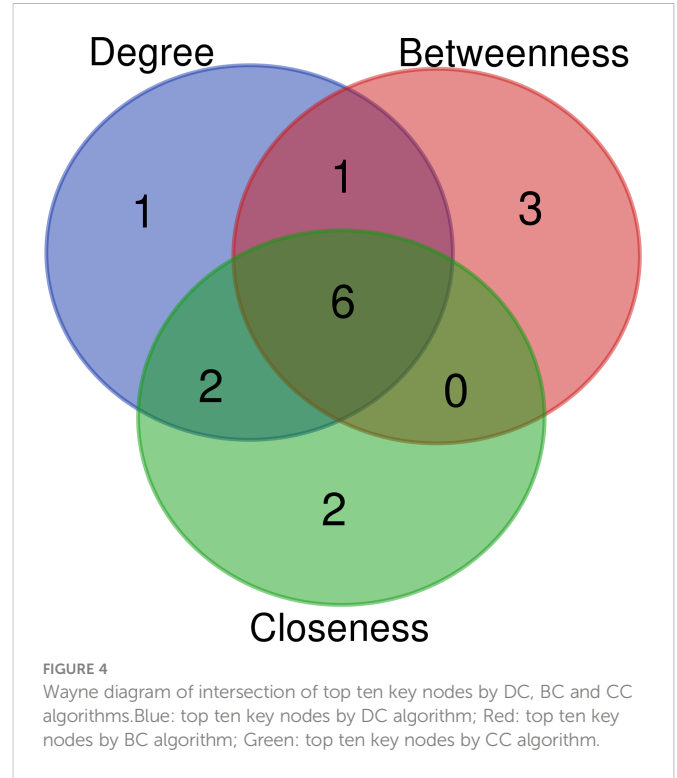 Degree
Betweenness
1
1
3
6
2
0
2
Closeness
FIGURE 4
Wayne diagram of intersection of top ten key nodes by DC, BC and CC
algorithms.Blue: top ten key nodes by DC algorithm; Red: top ten key
nodes by BC algorithm; Green: top ten key nodes by CC algorithm.